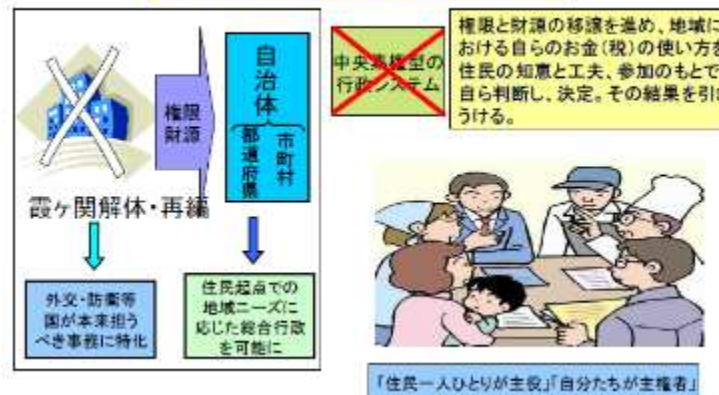 権限
財源
自治体
都道府県
市町村
霞ヶ関解体・再編
外交・防衛等
国が本来担う
べき事務に特化
住民起点での
地域ニーズに
応じた総合行政
を可能に
中央集権型の
行政システム
権限と財源の移譲を進め、地域に
おける自らのお金(税)の使い方を
住民の知恵と工夫、参加のもとで
自ら判断し、決定。その結果を引き
うける。
「住民一人ひとりが主役」「自分たちが主権者」